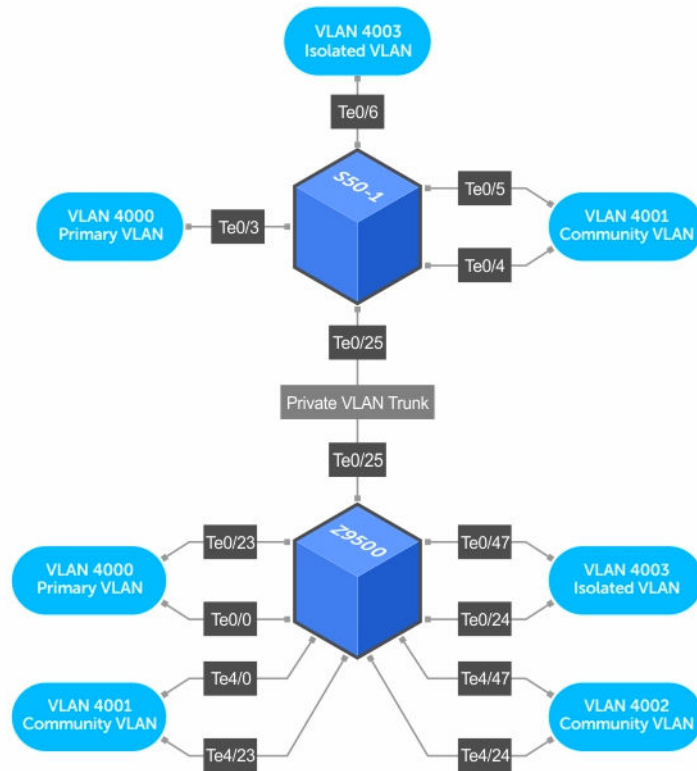 VLAN 4003
Isolated VLAN
Te0/6
S50-1
Te0/5
VLAN 4000
Primary VLAN
Te0/3
VLAN 4001
Community VLAN
Te0/4
Te0/25
Private VLAN Trunk
Te0/25
Z9500
Te0/23
Te0/47
VLAN 4000
Primary VLAN
VLAN 4003
Isolated VLAN
Te0/0
Te0/24
Te4/0
Te4/47
VLAN 4001
Community VLAN
VLAN 4002
Community VLAN
Te4/23
Te4/24